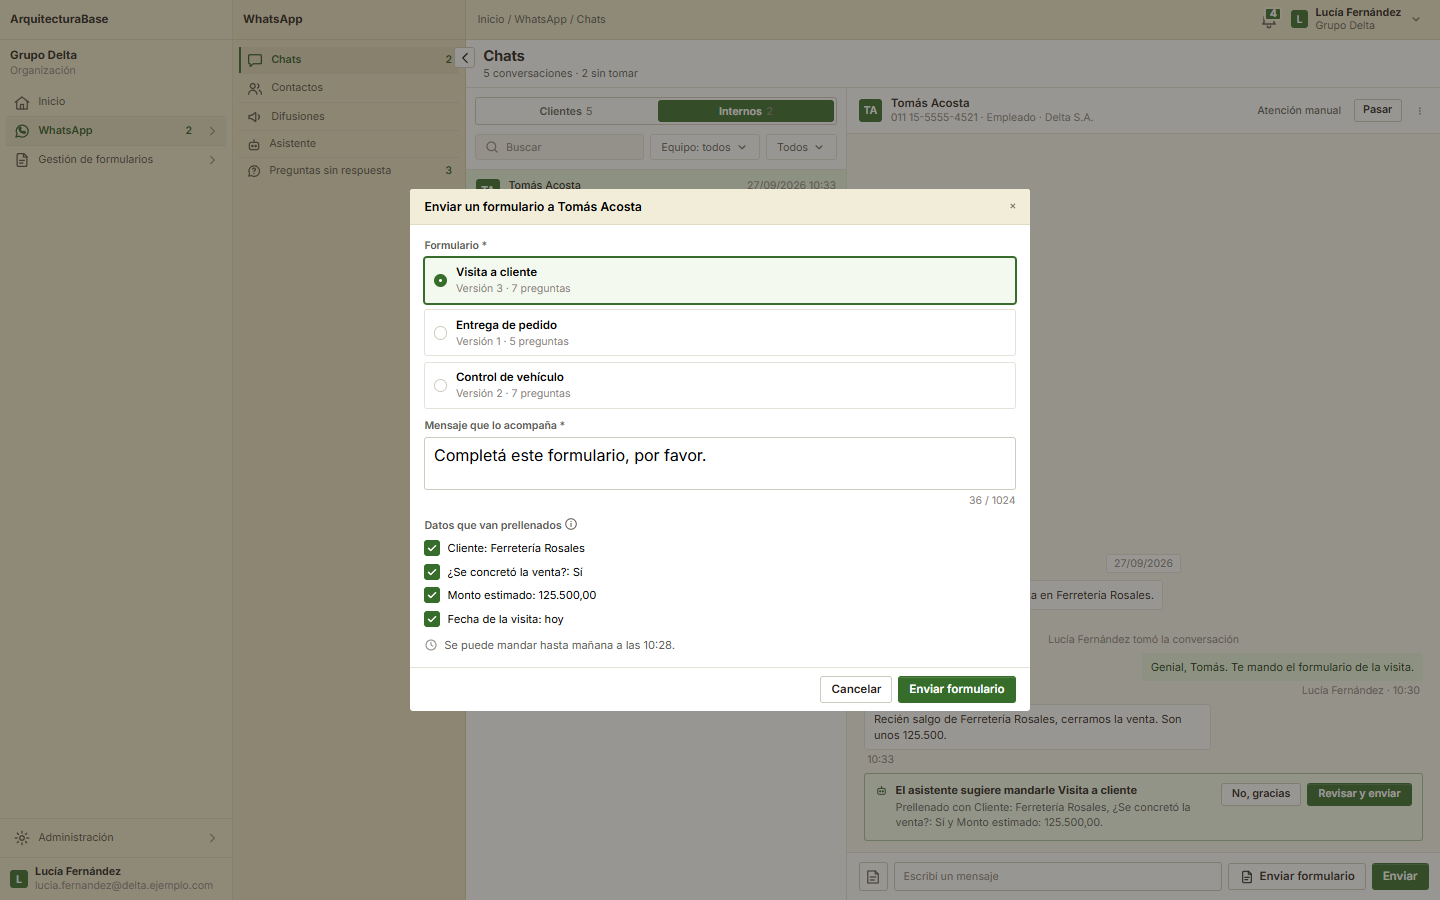 ArquitecturaBase
Grupo Delta
Organización
Inicio
WhatsApp 2
Gestión de formularios
Administración
L
Lucía Fernández
lucia.fernandez@delta.ejemplo.com
WhatsApp
Chats 2
Contactos
Difusiones
Asistente
Preguntas sin respuesta 3
Inicio / WhatsApp / Chats
4
L
Lucía Fernández
Grupo Delta
Chats
5 conversaciones · 2 sin tomar
Clientes 5
Internos 2
Buscar
Equipo: todos
Todos
TA
Tomás Acosta
27/09/2026 10:33
TA
Tomás Acosta
011 15-5555-4521 · Empleado · Delta S.A.
Atención manual
Pasar
Enviar un formulario a Tomás Acosta
×
Formulario *
Visita a cliente
Versión 3 · 7 preguntas
Entrega de pedido
Versión 1 · 5 preguntas
Control de vehículo
Versión 2 · 7 preguntas
Mensaje que lo acompaña *
Completá este formulario, por favor.
36 / 1024
Datos que van prellenados
Cliente: Ferretería Rosales
¿Se concretó la venta?: Sí
Monto estimado: 125.500,00
Fecha de la visita: hoy
Se puede mandar hasta mañana a las 10:28.
Cancelar
Enviar formulario
27/09/2026
en Ferretería Rosales.
Lucía Fernández tomó la conversación
Genial, Tomás. Te mando el formulario de la visita.
Lucía Fernández · 10:30
Recién salgo de Ferretería Rosales, cerramos la venta. Son
unos 125.500.
10:33
El asistente sugiere mandarle Visita a cliente
Prellenado con Cliente: Ferretería Rosales, ¿Se concretó la
venta?: Sí y Monto estimado: 125.500,00.
No, gracias
Revisar y enviar
Escribí un mensaje
Enviar formulario
Enviar